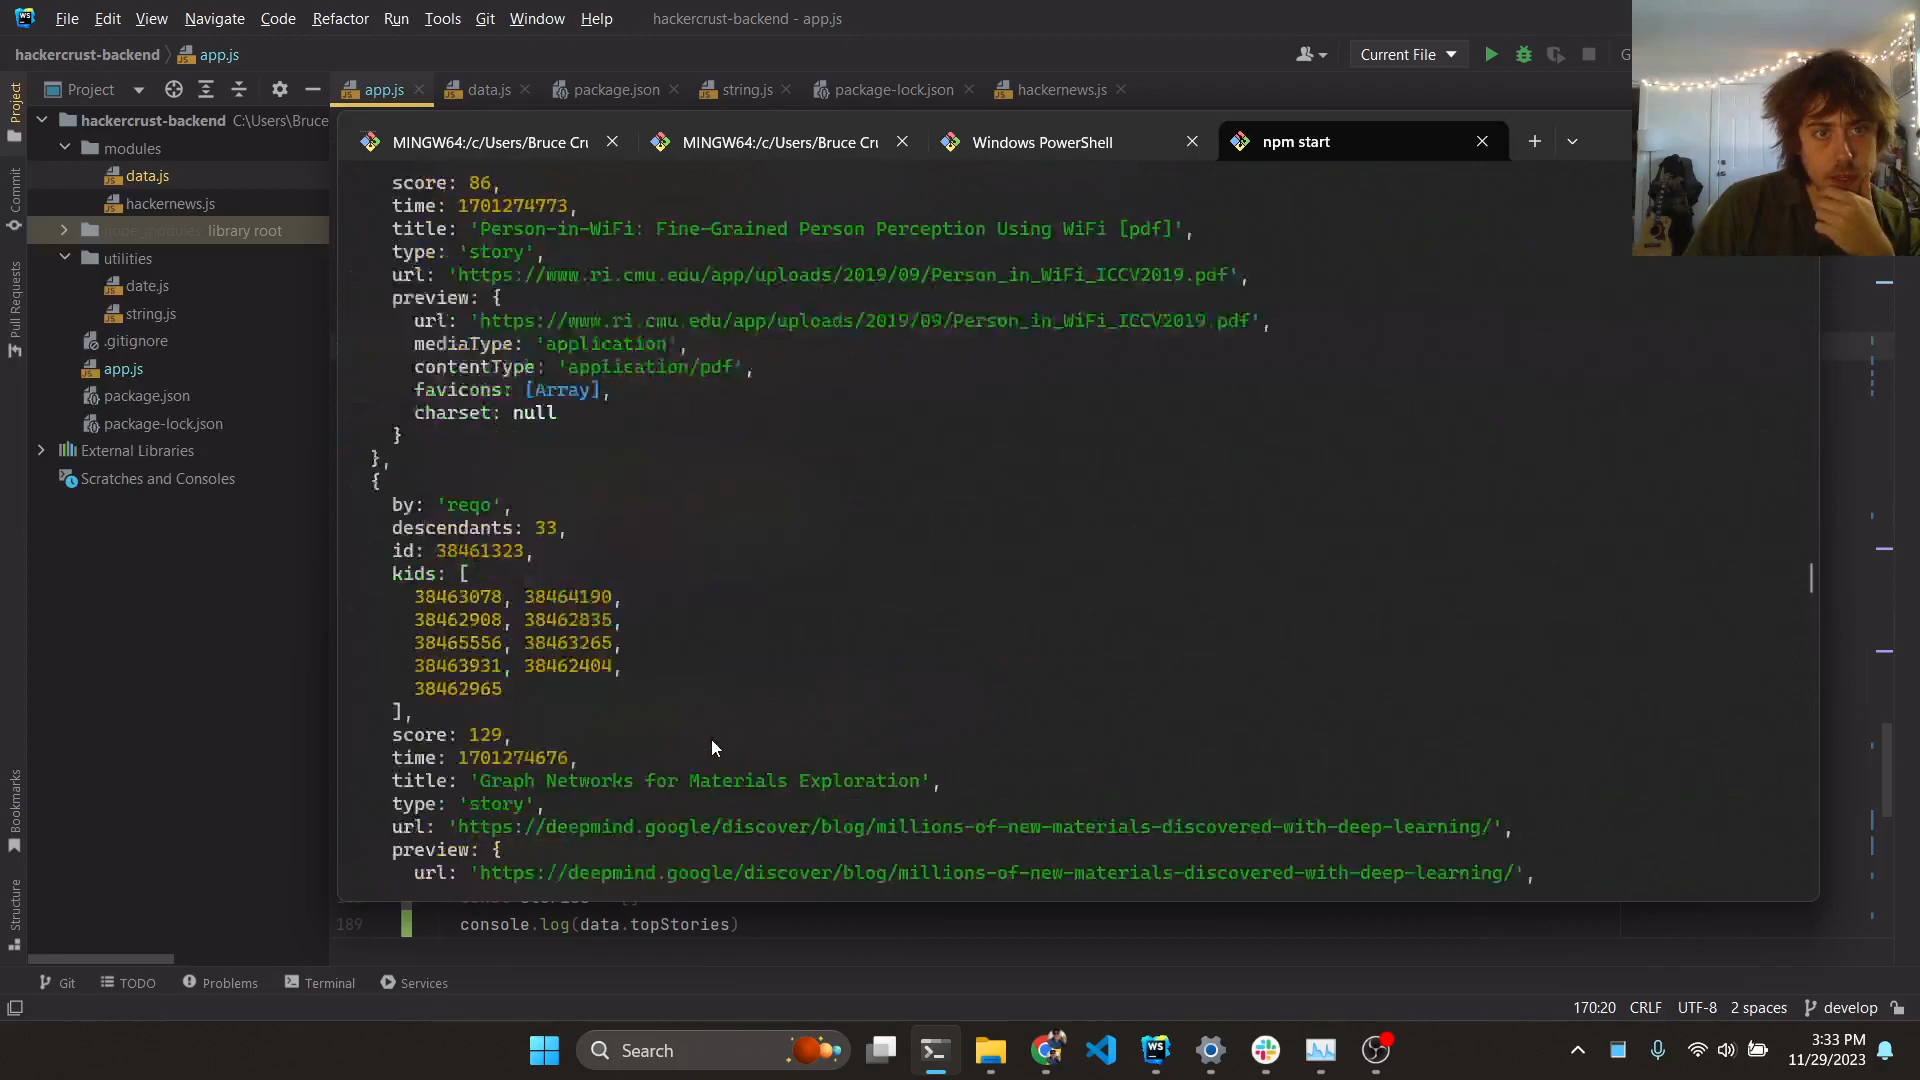 File Edit View Navigate Code Refactor Run Tools Git Window Help hackercrust-backend - app.js
hackercrust-backend app.js Current File
Project app.js data.js package.json string.js package-lock.json hackernews.js
Project
Commit
Pull Requests
Bookmarks
Structure
hackercrust-backend C:\Users\Bruce
modules
data.js
hackernews.js
node_modules library root
utilities
date.js
string.js
.gitignore
app.js
package.json
package-lock.json
External Libraries
Scratches and Consoles
MINGW64:/c/Users/Bruce Cru MINGW64:/c/Users/Bruce Cru Windows PowerShell npm start
score: 86,
time: 1701274773,
title: 'Person-in-WiFi: Fine-Grained Person Perception Using WiFi [pdf]',
type: 'story',
url: 'https://www.ri.cmu.edu/app/uploads/2019/09/Person_in_WiFi_ICCV2019.pdf',
preview: {
url: 'https://www.ri.cmu.edu/app/uploads/2019/09/Person_in_WiFi_ICCV2019.pdf',
mediaType: 'application',
contentType: 'application/pdf',
favicons: [Array],
charset: null
}
},
{
by: 'reqo',
descendants: 33,
id: 38461323,
kids: [
38463078, 38464190,
38462908, 38462835,
38465556, 38463265,
38463931, 38462404,
38462965
],
score: 129,
time: 1701274676,
title: 'Graph Networks for Materials Exploration',
type: 'story',
url: 'https://deepmind.google/discover/blog/millions-of-new-materials-discovered-with-deep-learning/',
preview: {
url: 'https://deepmind.google/discover/blog/millions-of-new-materials-discovered-with-deep-learning/',
189 console.log(data.topStories)
Git TODO Problems Terminal Services
170:20 CRLF UTF-8 2 spaces develop
Search
3:33 PM
11/29/2023